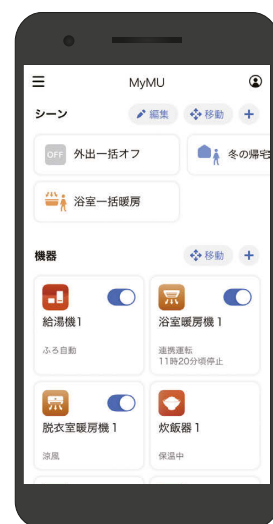 MyMU
シーン
編集
移動
+
OFF
外出一括オフ
冬の帰宅
浴室一括暖房
機器
移動
+
給湯機1
ふろ自動
浴室暖房機 1
連携運転
11時20分頃停止
脱衣室暖房機 1
涼風
炊飯器 1
保温中